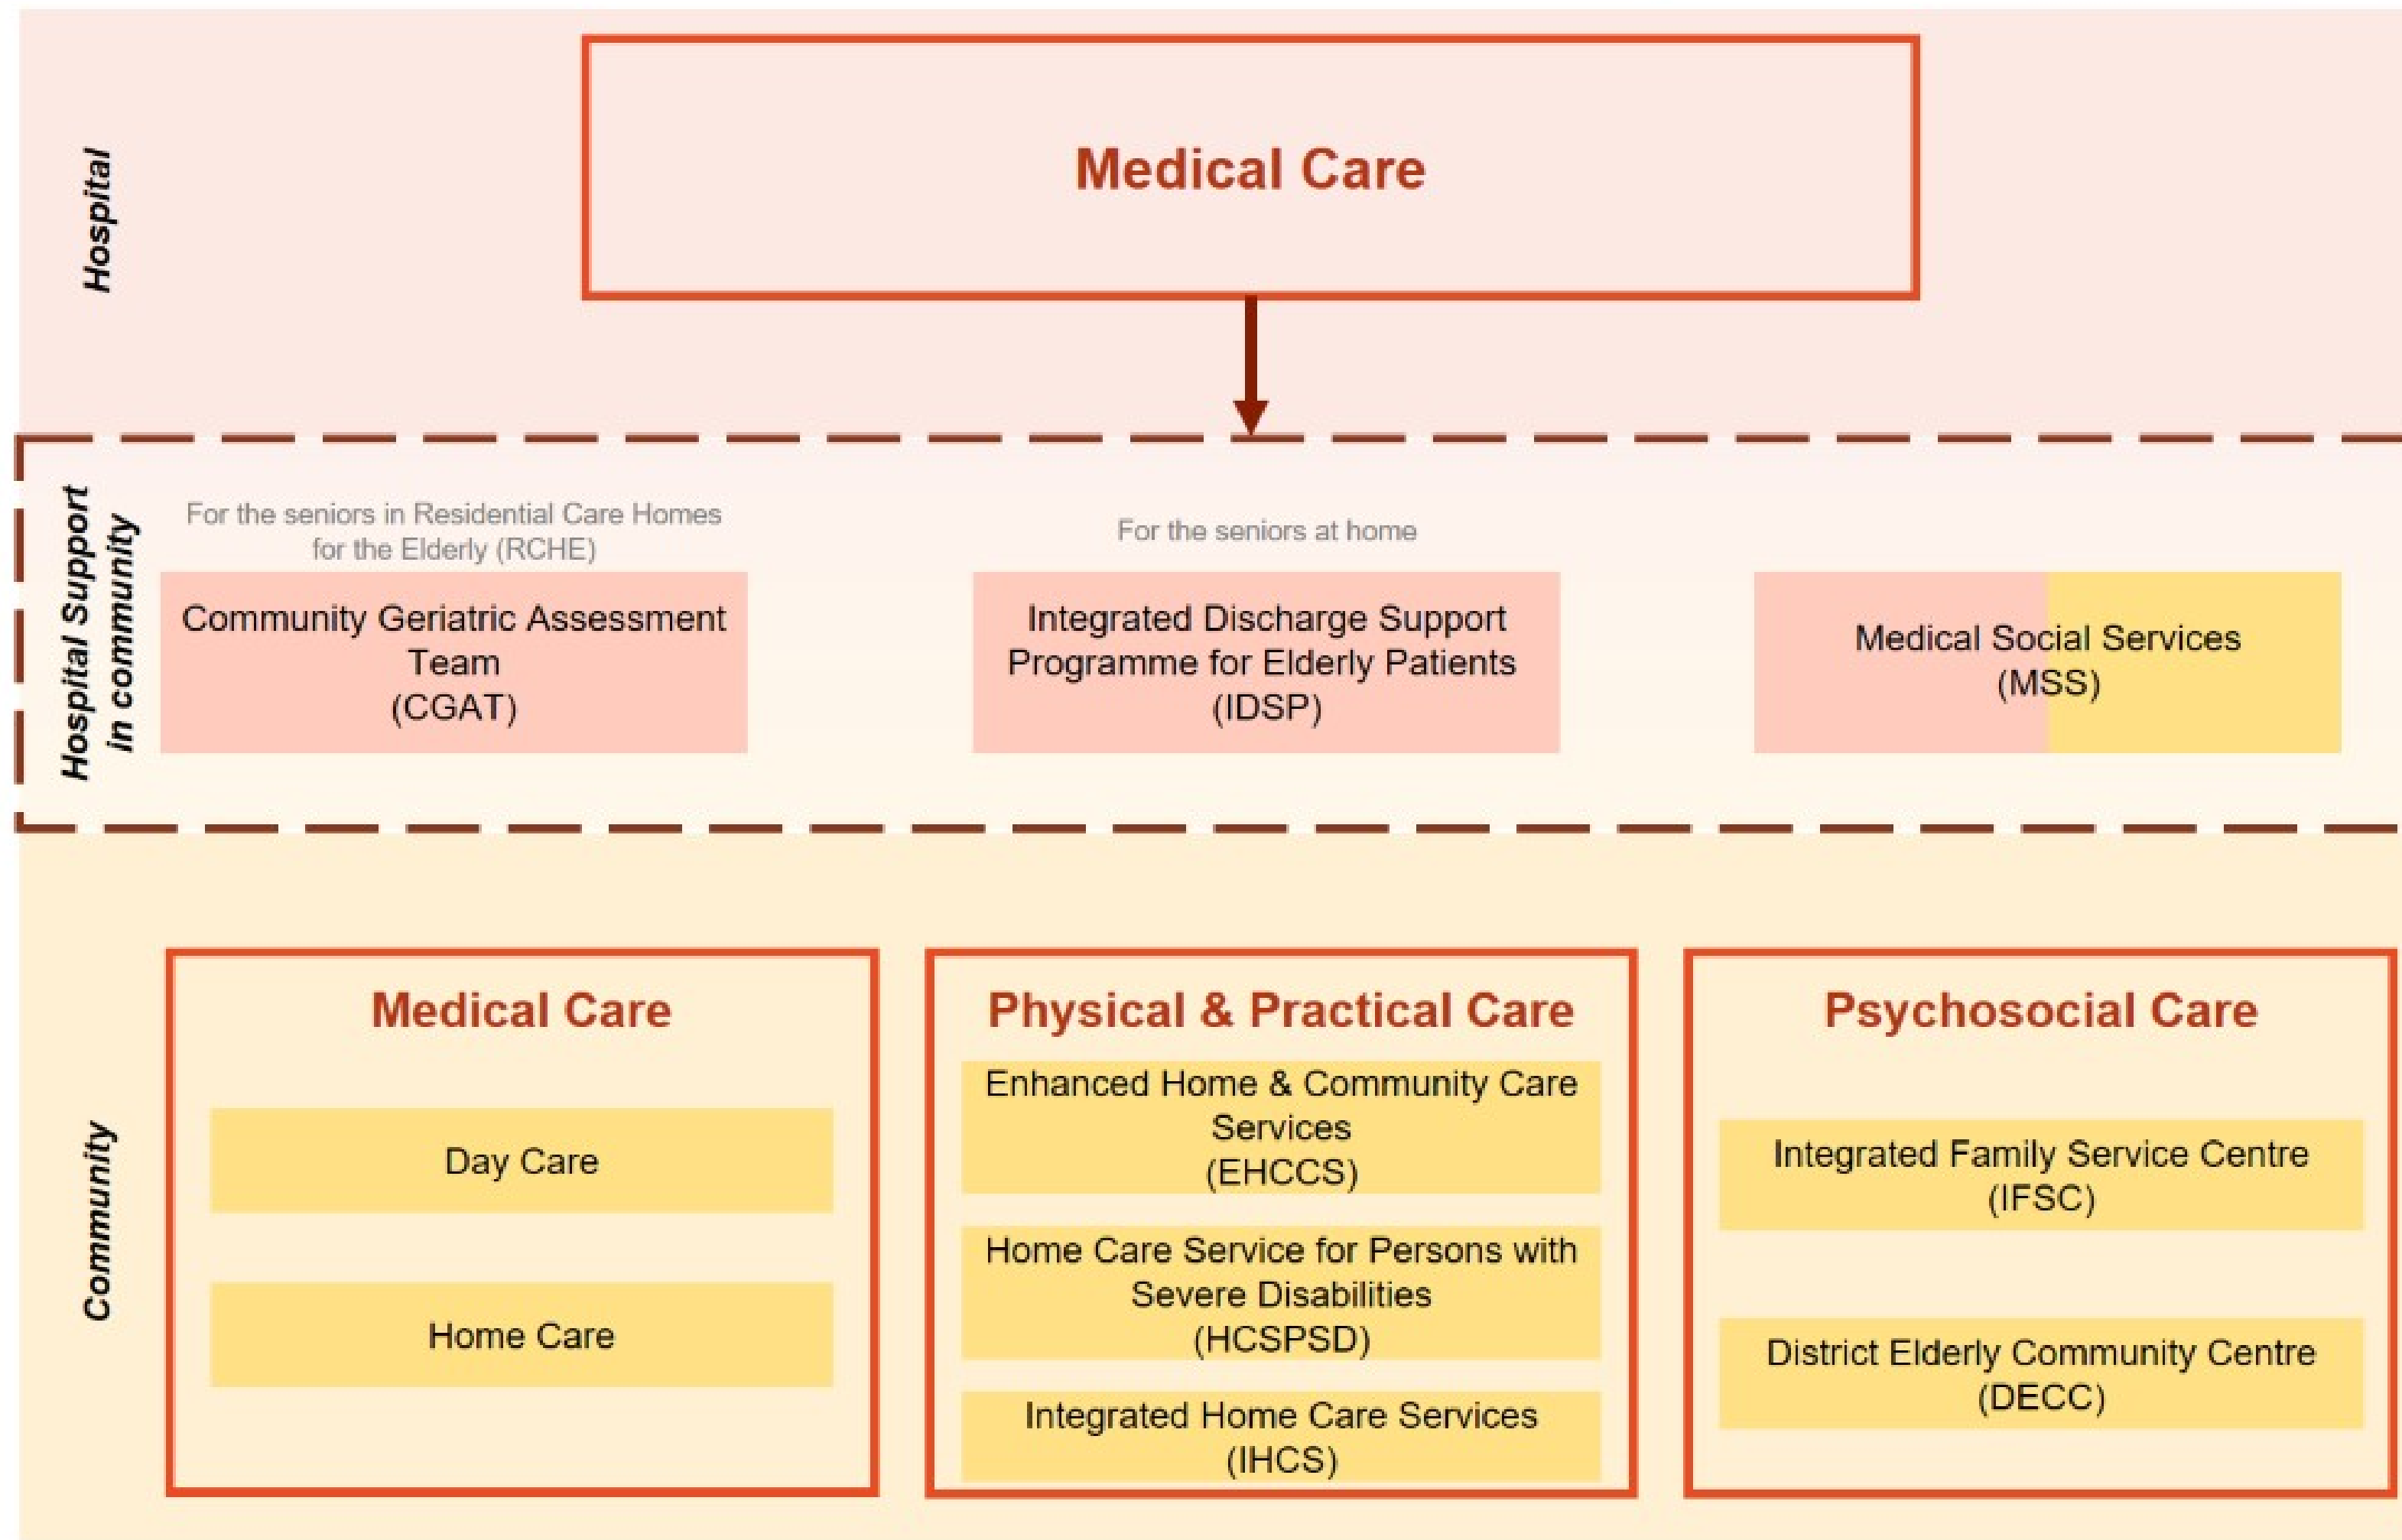 Hospital
Medical Care
Hospital Support
in community
For the seniors in Residential Care Homes
for the Elderly (RCHE)
Community Geriatric Assessment
Team
(CGAT)
For the seniors at home
Integrated Discharge Support
Programme for Elderly Patients
(IDSP)
Medical Social Services
(MSS)
Community
Medical Care
Day Care
Home Care
Physical & Practical Care
Enhanced Home & Community Care
Services
(EHCCS)
Home Care Service for Persons with
Severe Disabilities
(HCSPSD)
Integrated Home Care Services
(IHCS)
Psychosocial Care
Integrated Family Service Centre
(IFSC)
District Elderly Community Centre
(DECC)